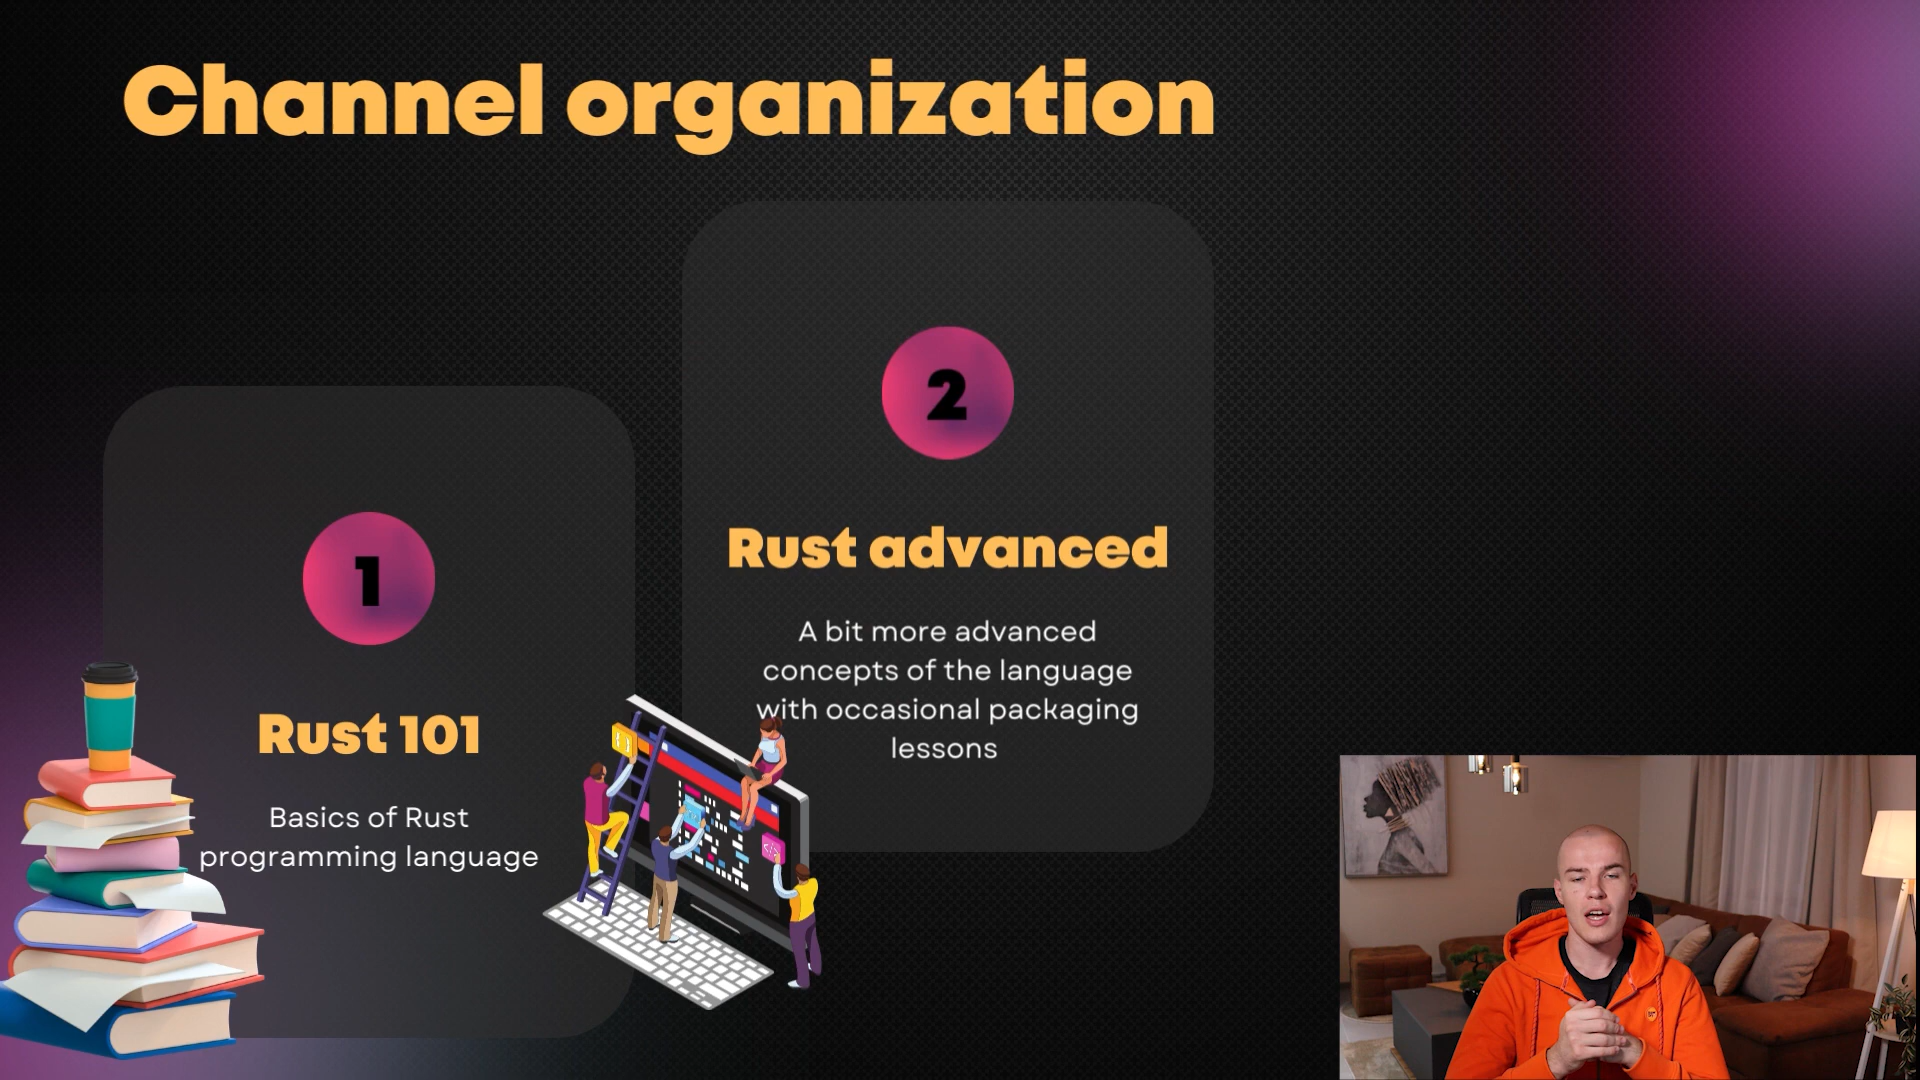 Channel organization
1
Rust 101
Basics of Rust
programming language
2
Rust advanced
A bit more advanced
concepts of the language
with occasional packaging
lessons